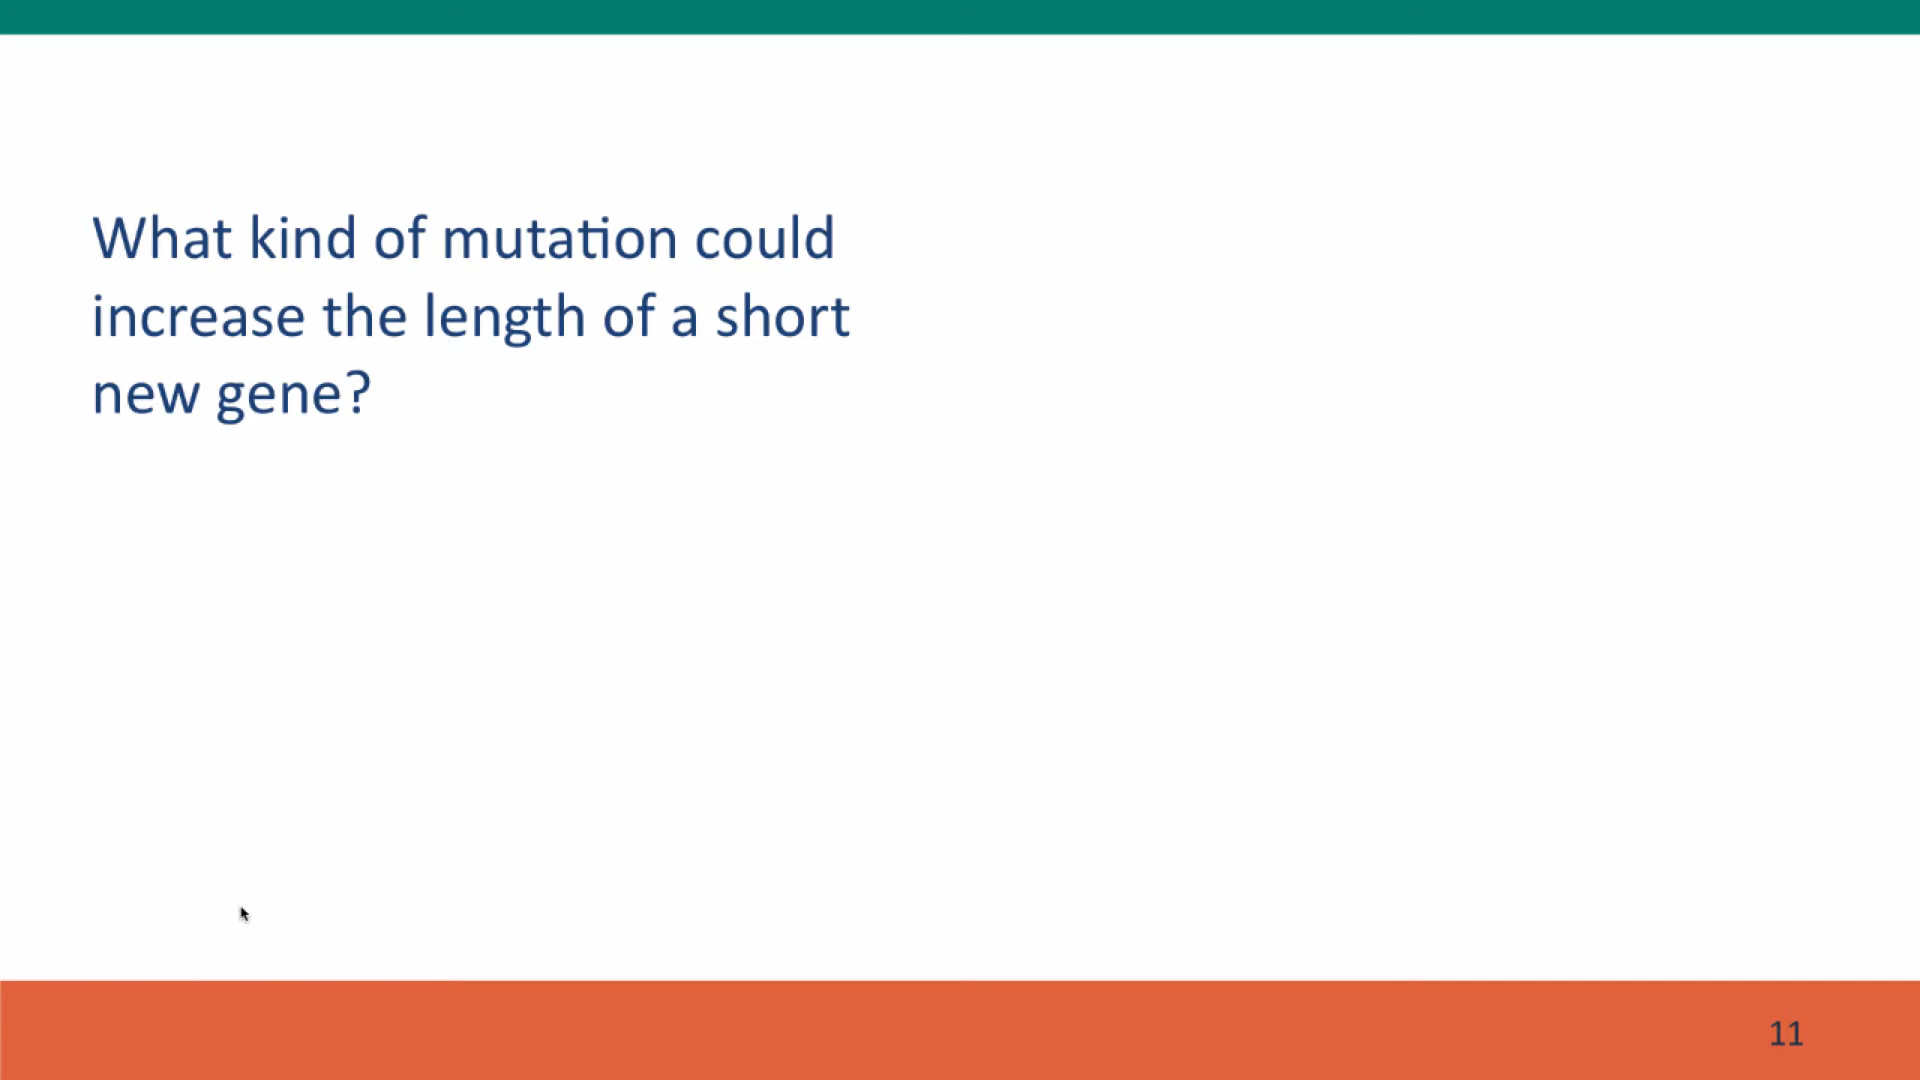 What kind of mutation could
increase the length of a short
new gene?
11